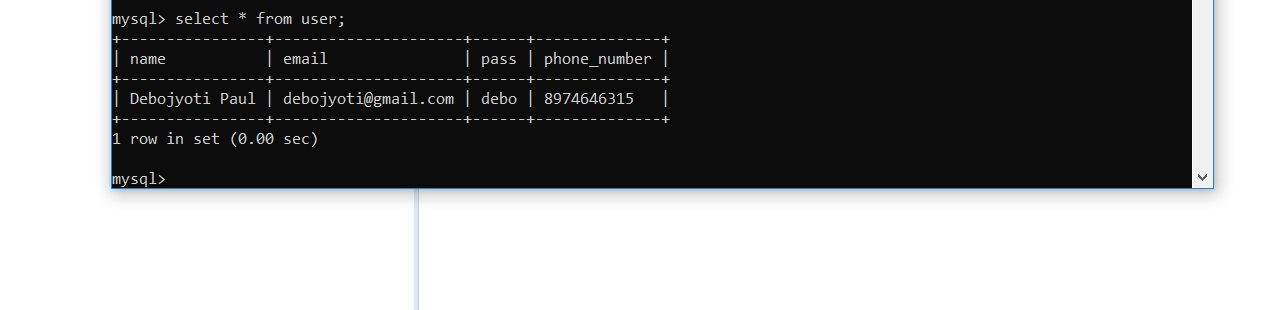 mysql> select * from user;
+----------------+---------------------+------+--------------+
| name           | email               | pass | phone_number |
+----------------+---------------------+------+--------------+
| Debojyoti Paul | debojyoti@gmail.com | debo | 8974646315   |
+----------------+---------------------+------+--------------+
1 row in set (0.00 sec)
mysql>